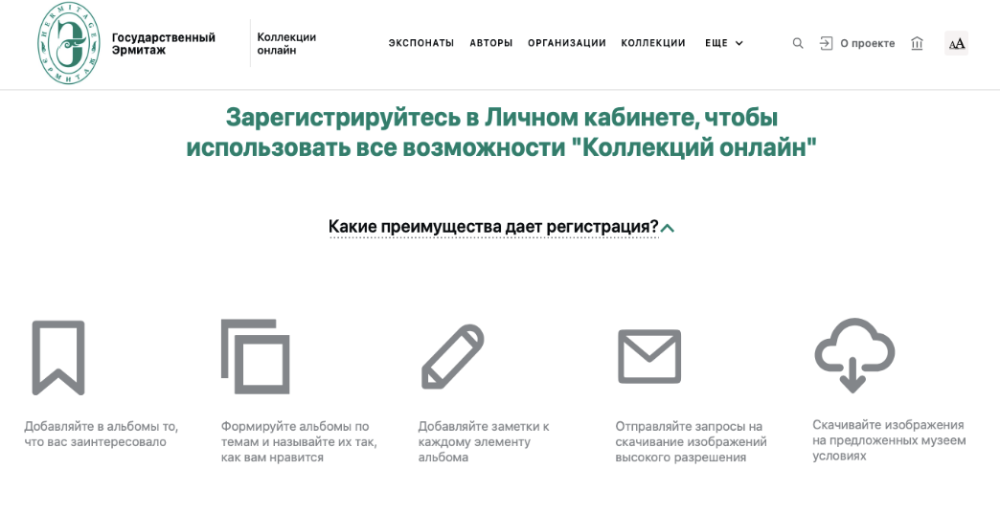 HERMITAGE
ЭРМИТАЖ
Государственный
Эрмитаж
Коллекции
онлайн
ЭКСПОНАТЫ АВТОРЫ ОРГАНИЗАЦИИ КОЛЛЕКЦИИ ЕЩЕ
О проекте
AA
Зарегистрируйтесь в Личном кабинете, чтобы
использовать все возможности "Коллекций онлайн"
Какие преимущества дает регистрация?
Добавляйте в альбомы то,
что вас заинтересовало
Формируйте альбомы по
темам и называйте их так,
как вам нравится
Добавляйте заметки к
каждому элементу
альбома
Отправляйте запросы на
скачивание изображений
высокого разрешения
Скачивайте изображения
на предложенных музеем
условиях